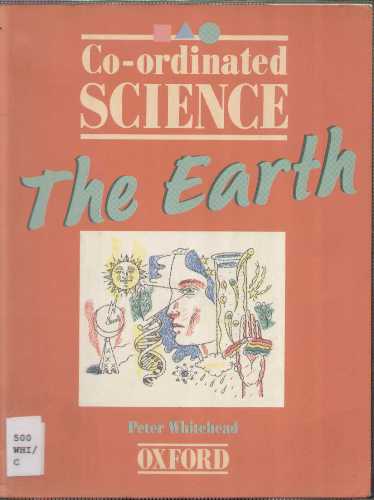 Co-ordinated
SCIENCE
The Earth
Peter Whitehead
OXFORD
500
WHI/
C